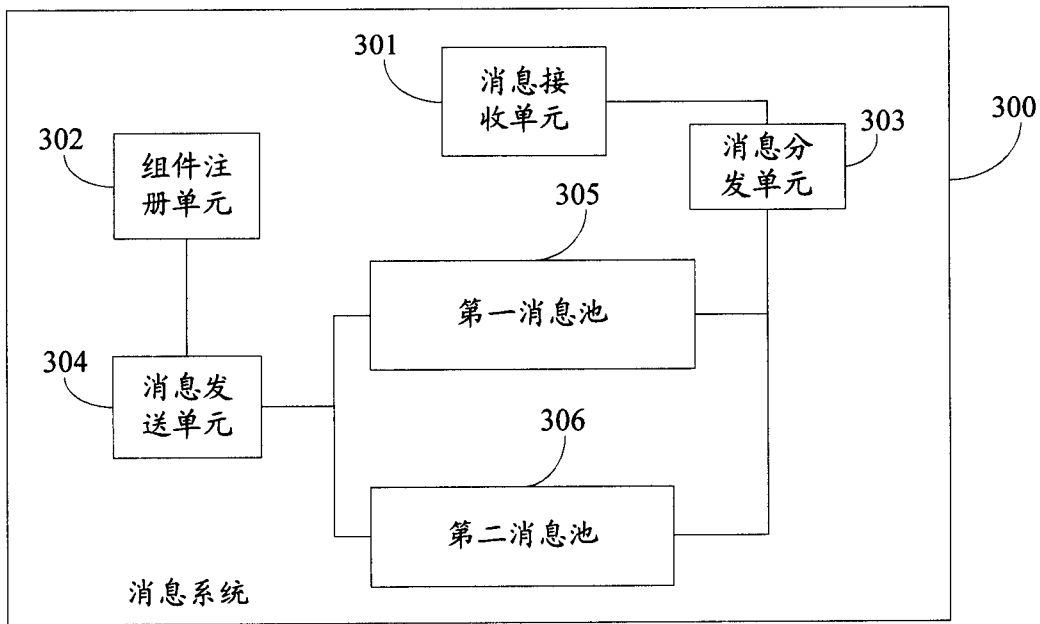 301
消息接
收单元
303
消息分
发单元
300
302
组件注
册单元
305
第一消息池
304
消息发
送单元
306
第二消息池
消息系统